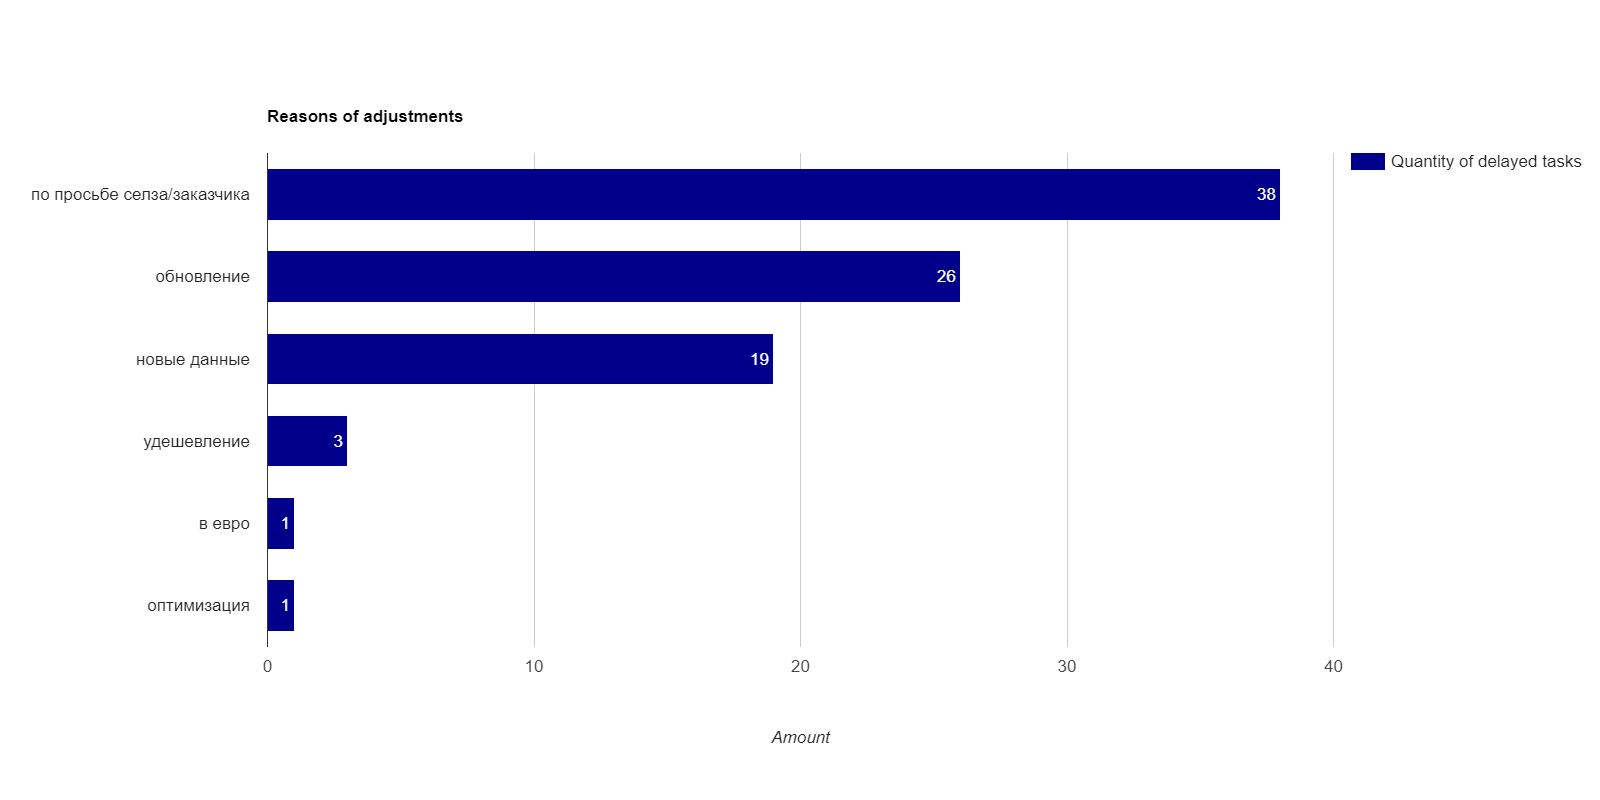 Reasons of adjustments
Quantity of delayed tasks
по просьбе селза/заказчика
38
обновление
26
новые данные
19
удешевление
3
в евро
1
оптимизация
1
0 10 20 30 40
Amount